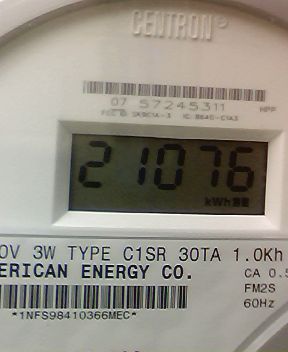 CENTRON®
07 57245311
21076
kWh
0V 3W TYPE C1SR 30TA 1.0Kh
ERICAN ENERGY CO.
CA 0.5
FM2S
60Hz
*1NFS98410366MEC*